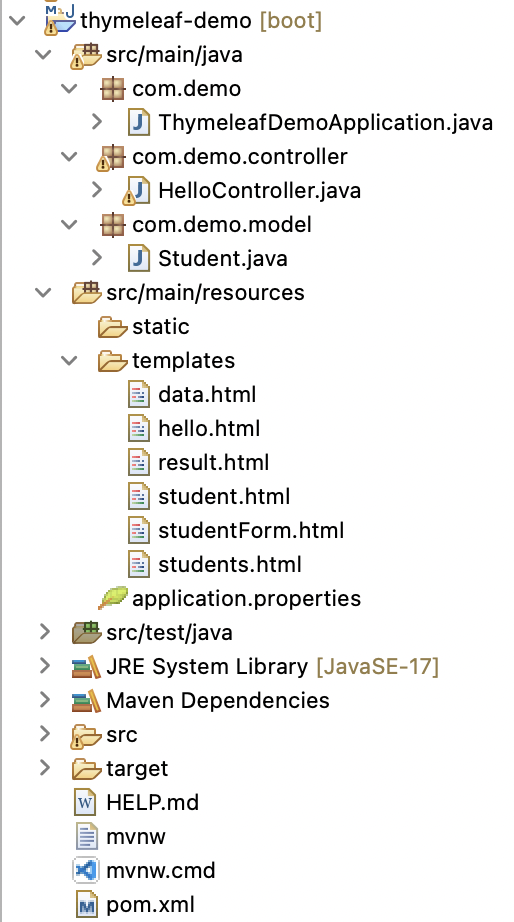 thymeleaf-demo [boot]
src/main/java
com.demo
ThymeleafDemoApplication.java
com.demo.controller
HelloController.java
com.demo.model
Student.java
src/main/resources
static
templates
data.html
hello.html
result.html
student.html
studentForm.html
students.html
application.properties
src/test/java
JRE System Library [JavaSE-17]
Maven Dependencies
src
target
HELP.md
mvnw
mvnw.cmd
pom.xml